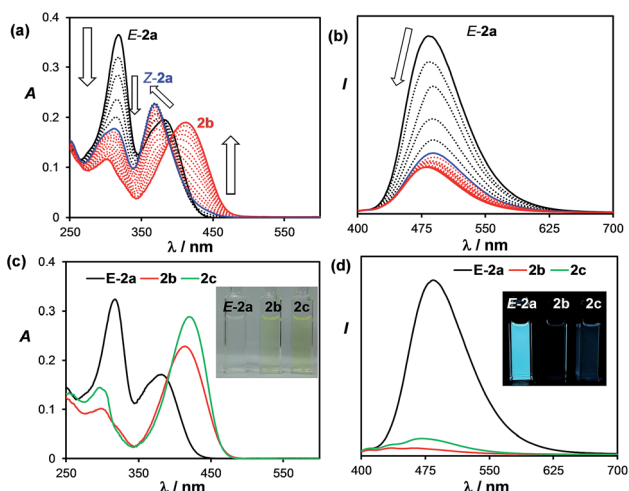 (a)
0.4
0.3
0.2
0.1
0
A
E-2a
Z-2a
2b
250 350 450 550
λ / nm
(b)
I
E-2a
400 475 550 625 700
λ / nm
(c)
E-2a 2b 2c
0.4
0.3
0.2
0.1
0
A
E-2a 2b 2c
250 350 450 550
λ / nm
(d)
E-2a 2b 2c
I
E-2a 2b 2c
400 475 550 625 700
λ / nm